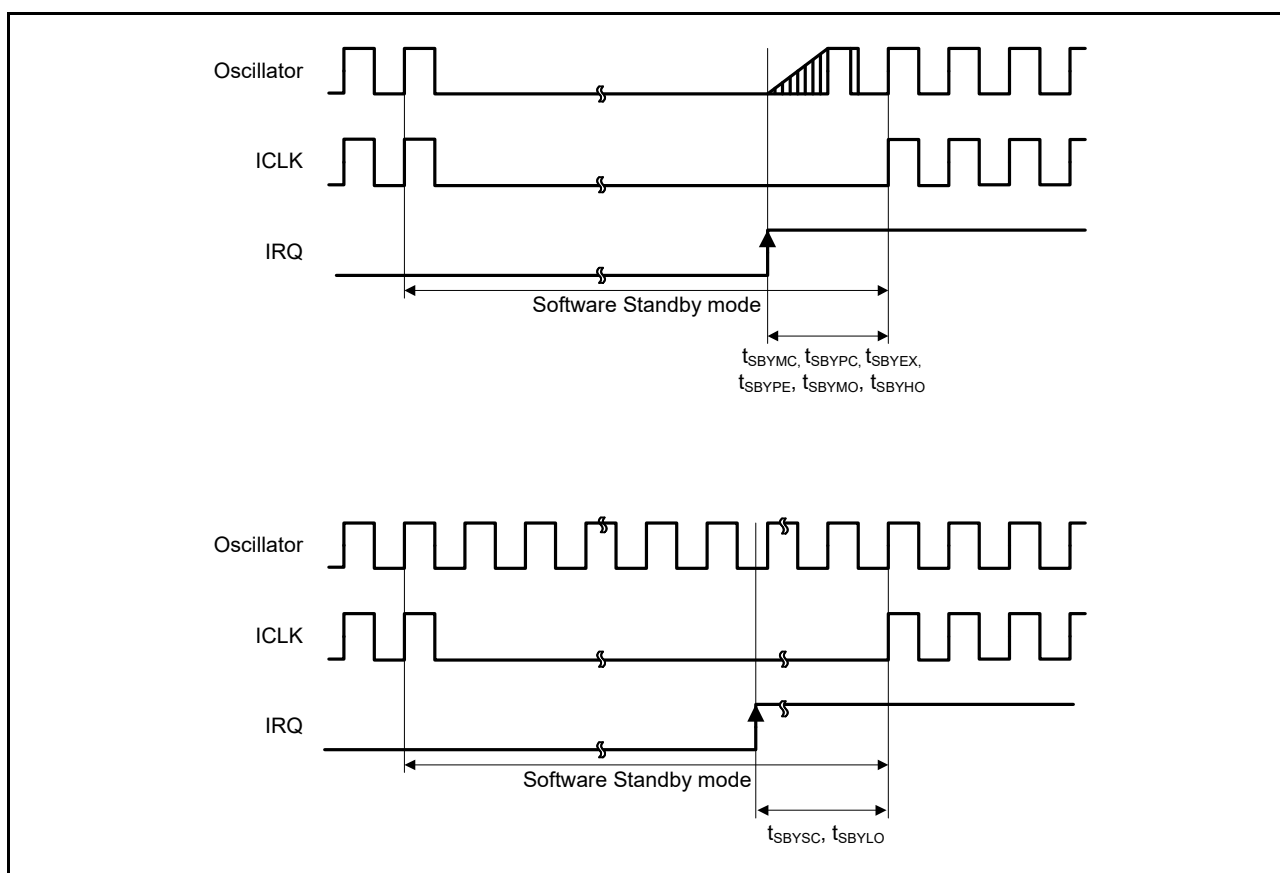 Oscillator
ICLK
IRQ
Software Standby mode
tSBYMC, tSBYPC, tSBYEX,
tSBYPE, tSBYMO, tSBYHO
Oscillator
ICLK
IRQ
Software Standby mode
tSBYSC, tSBYLO